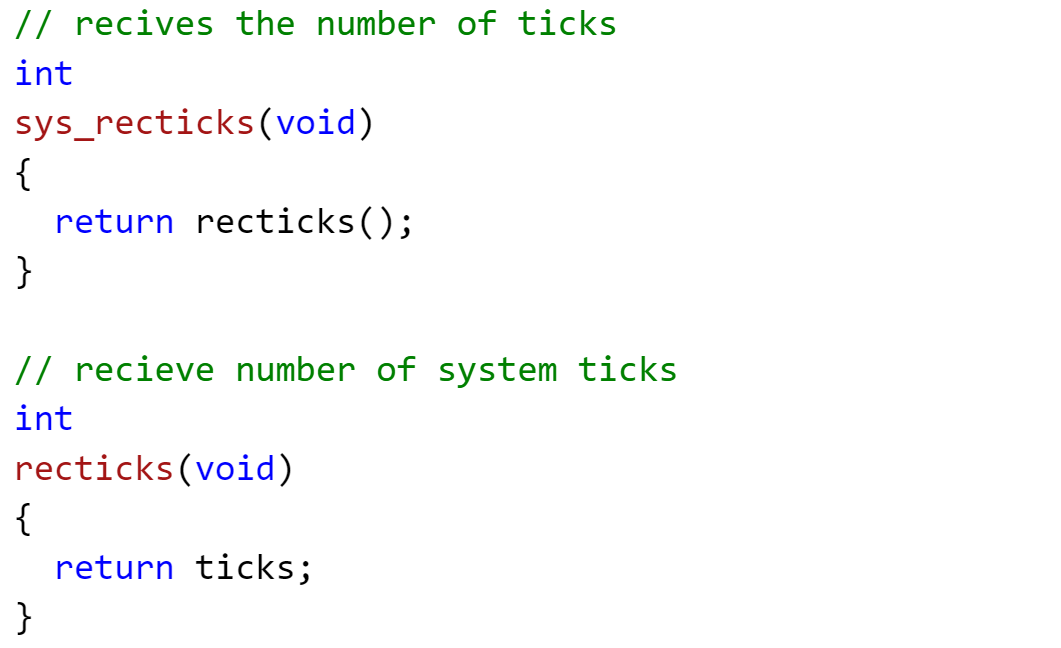 // recives the number of ticks
int
sys_recticks(void)
{
  return recticks();
}

// recieve number of system ticks
int
recticks(void)
{
  return ticks;
}